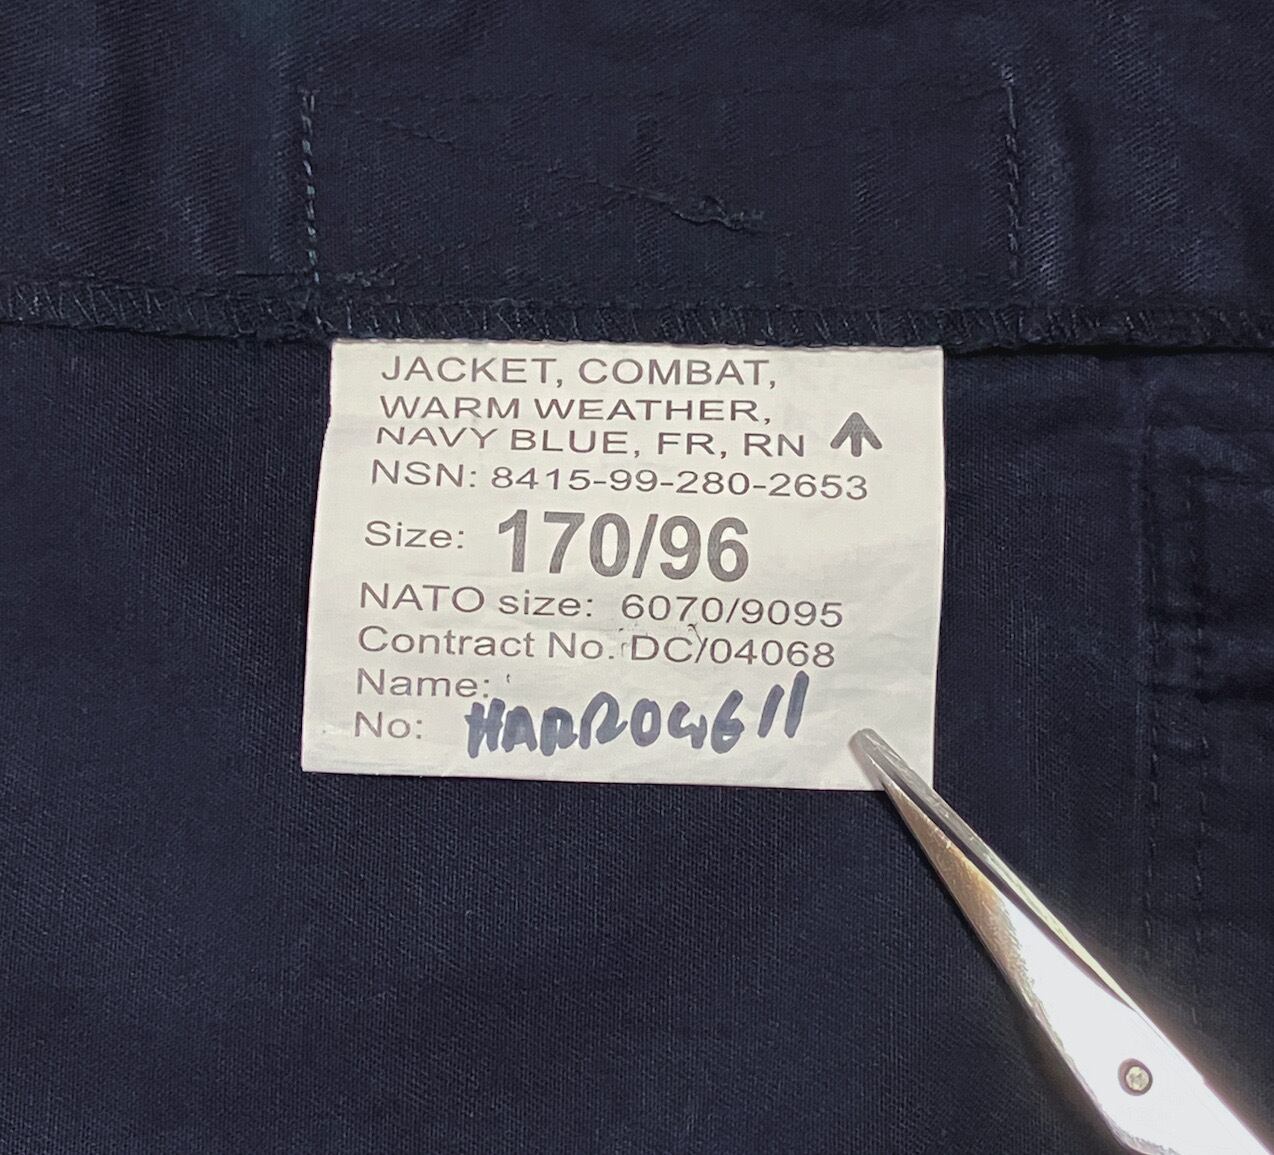 JACKET, COMBAT,
WARM WEATHER,
NAVY BLUE, FR, RN
NSN: 8415-99-280-2653
Size: 170/96
NATO size: 6070/9095
Contract No. DC/04068
Name:
No: